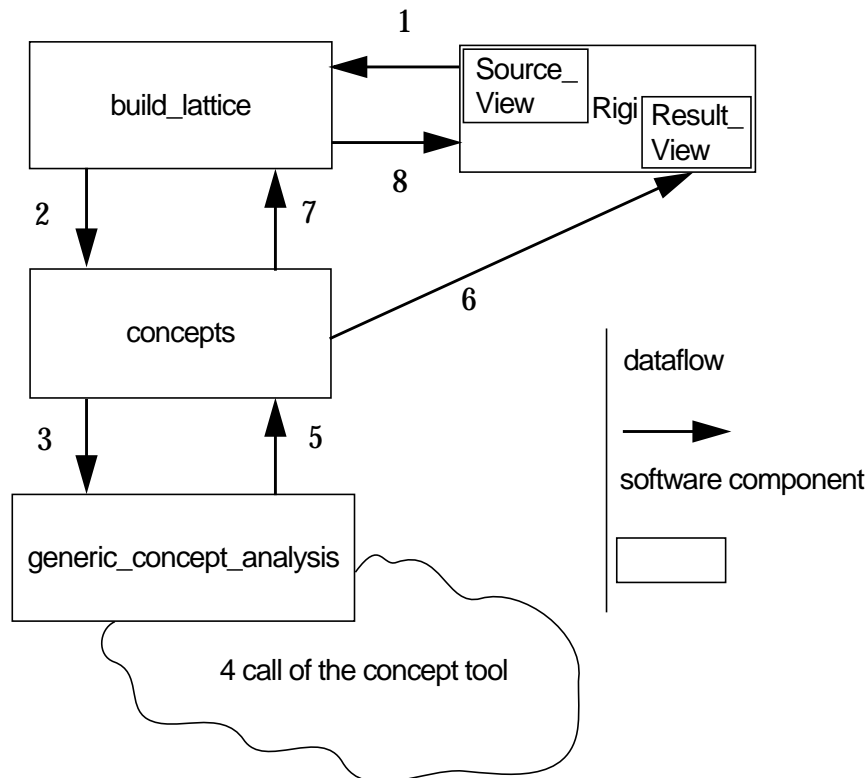 1
Source_
View
Rigi
Result_
View
build_lattice
8
2
7
6
concepts
dataflow
3
5
software component
generic_concept_analysis
4 call of the concept tool